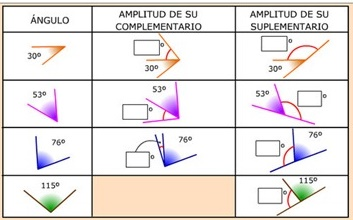 ÁNGULO
AMPLITUD DE SU
COMPLEMENTARIO
AMPLITUD DE SU
SUPLEMENTARIO
30º
º
30º
º
30º
53º
53º
º
53º
º
76º
º
76º
º
76º
115º
º
115º